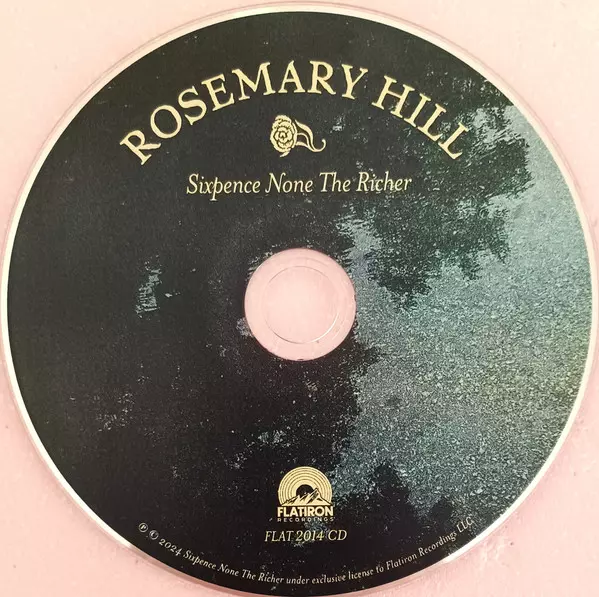 ROSEMARY HILL
Sixpence None The Richer
FLATIRON
RECORDINGS
FLAT 2014 CD
℗ © 2024 Sixpence None The Richer under exclusive license to Flatiron Recordings LLC